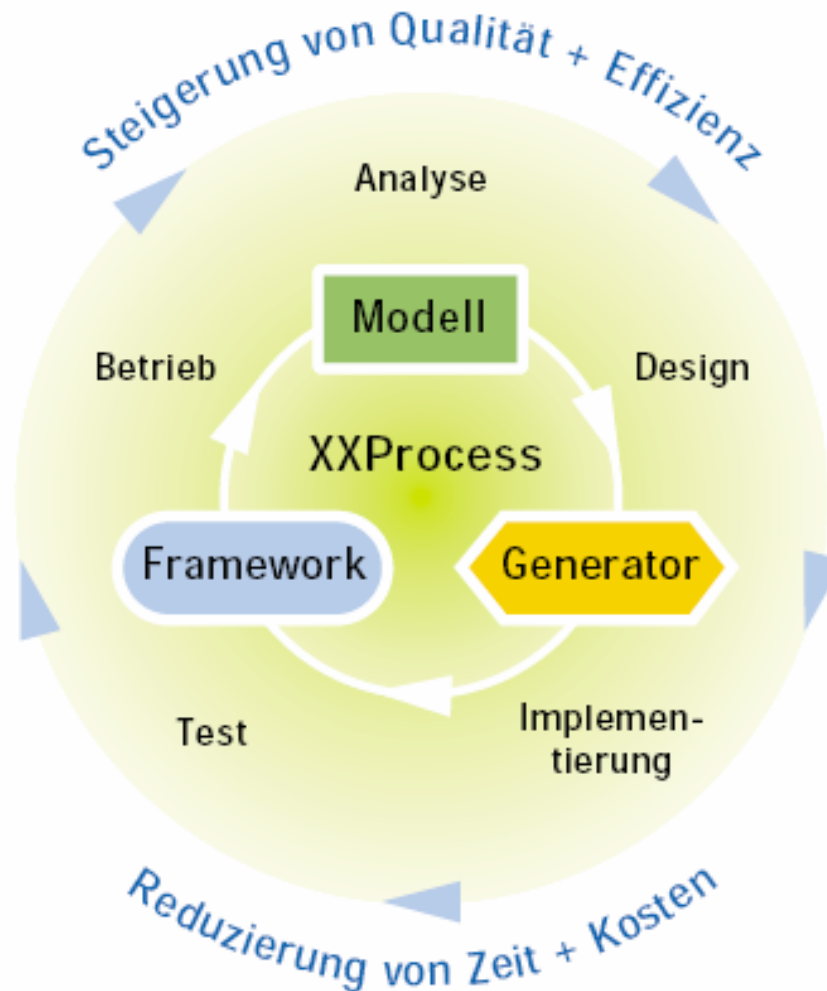 Steigerung von Qualität + Effizienz
Analyse
Modell
Betrieb
Design
XXProcess
Framework
Generator
Test
Implemen-
tierung
Reduzierung von Zeit + Kosten